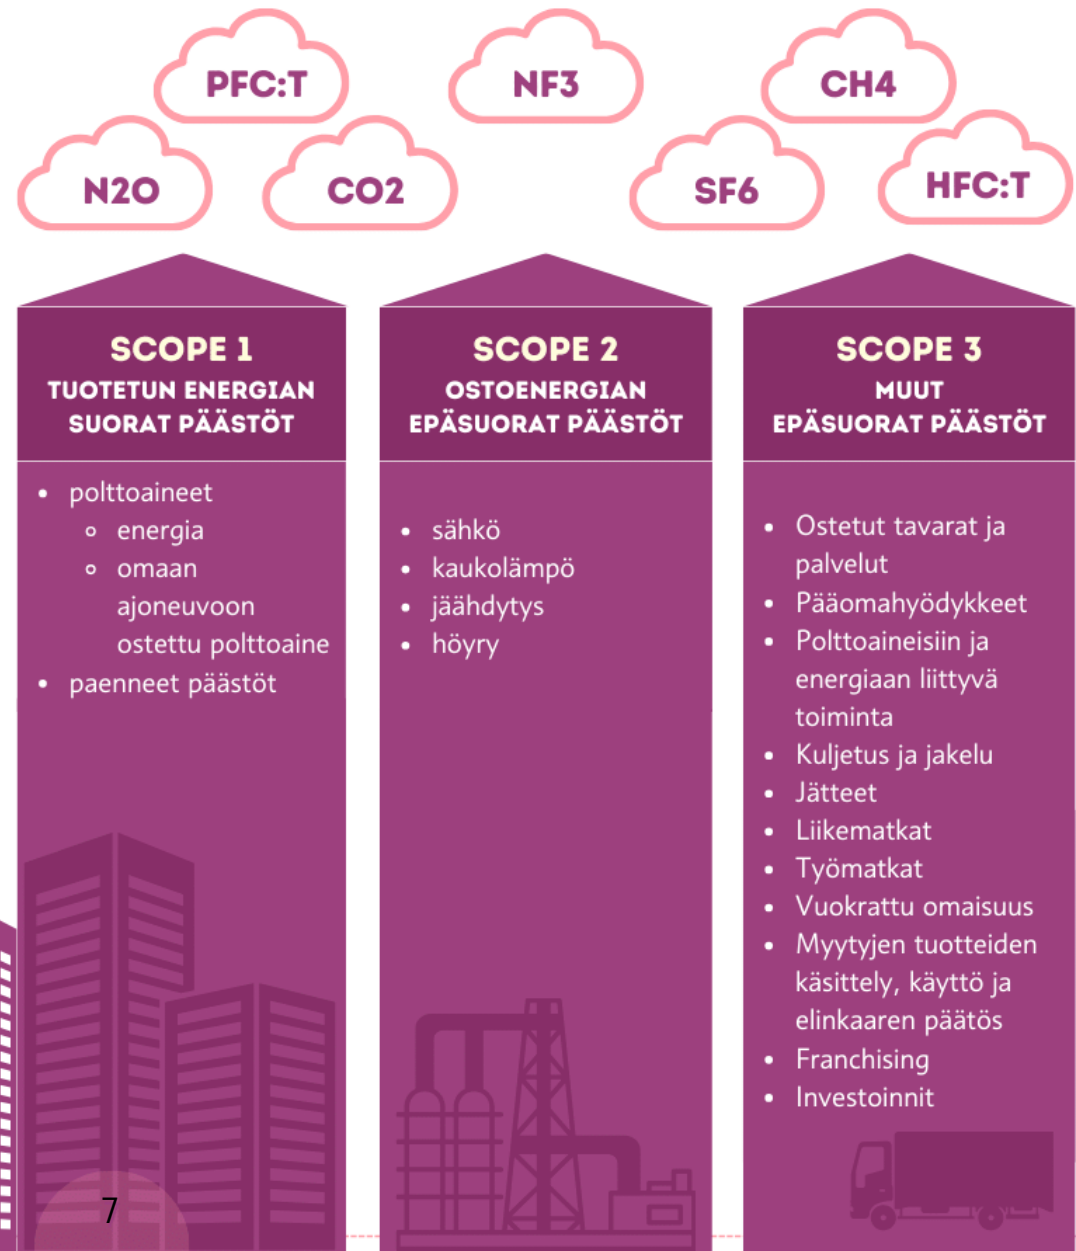 PFC:T
NF3
CH4
N2O
CO2
SF6
HFC:T
SCOPE 1
TUOTETUN ENERGIAN
SUORAT PÄÄSTÖT
• polttoaineet
◦ energia
◦ omaan
ajoneuvoon
ostettu polttoaine
• paenneet päästöt
SCOPE 2
OSTOENERGIAN
EPÄSUORAT PÄÄSTÖT
• sähkö
• kaukolämpö
• jäähdytys
• höyry
SCOPE 3
MUUT
EPÄSUORAT PÄÄSTÖT
• Ostetut tavarat ja
palvelut
• Pääomahyödykkeet
• Polttoaineisiin ja
energiaan liittyvä
toiminta
• Kuljetus ja jakelu
• Jätteet
• Liikematkat
• Työmatkat
• Vuokrattu omaisuus
• Myytyjen tuotteiden
käsittely, käyttö ja
elinkaaren päätös
• Franchising
• Investoinnit
7